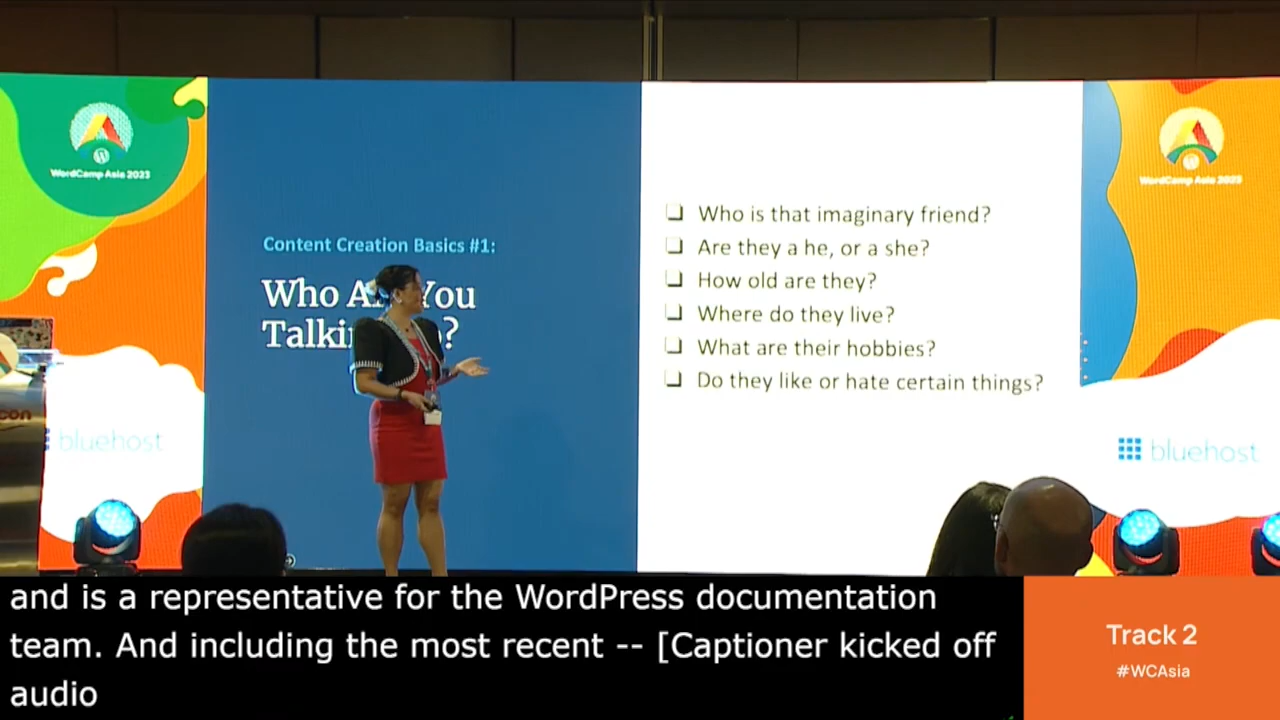 WordCamp Asia 2023
WordCamp Asia 2023
Content Creation Basics #1:
Who You
?
❏ Who is that imaginary friend?
❏ Are they a he, or a she?
❏ How old are they?
❏ Where do they live?
❏ What are their hobbies?
❏ Do they like or hate certain things?
con
bluehost
bluehost
and is a representative for the WordPress documentation
team. And including the most recent -- [Captioner kicked off
audio
Track 2
#WCAsia